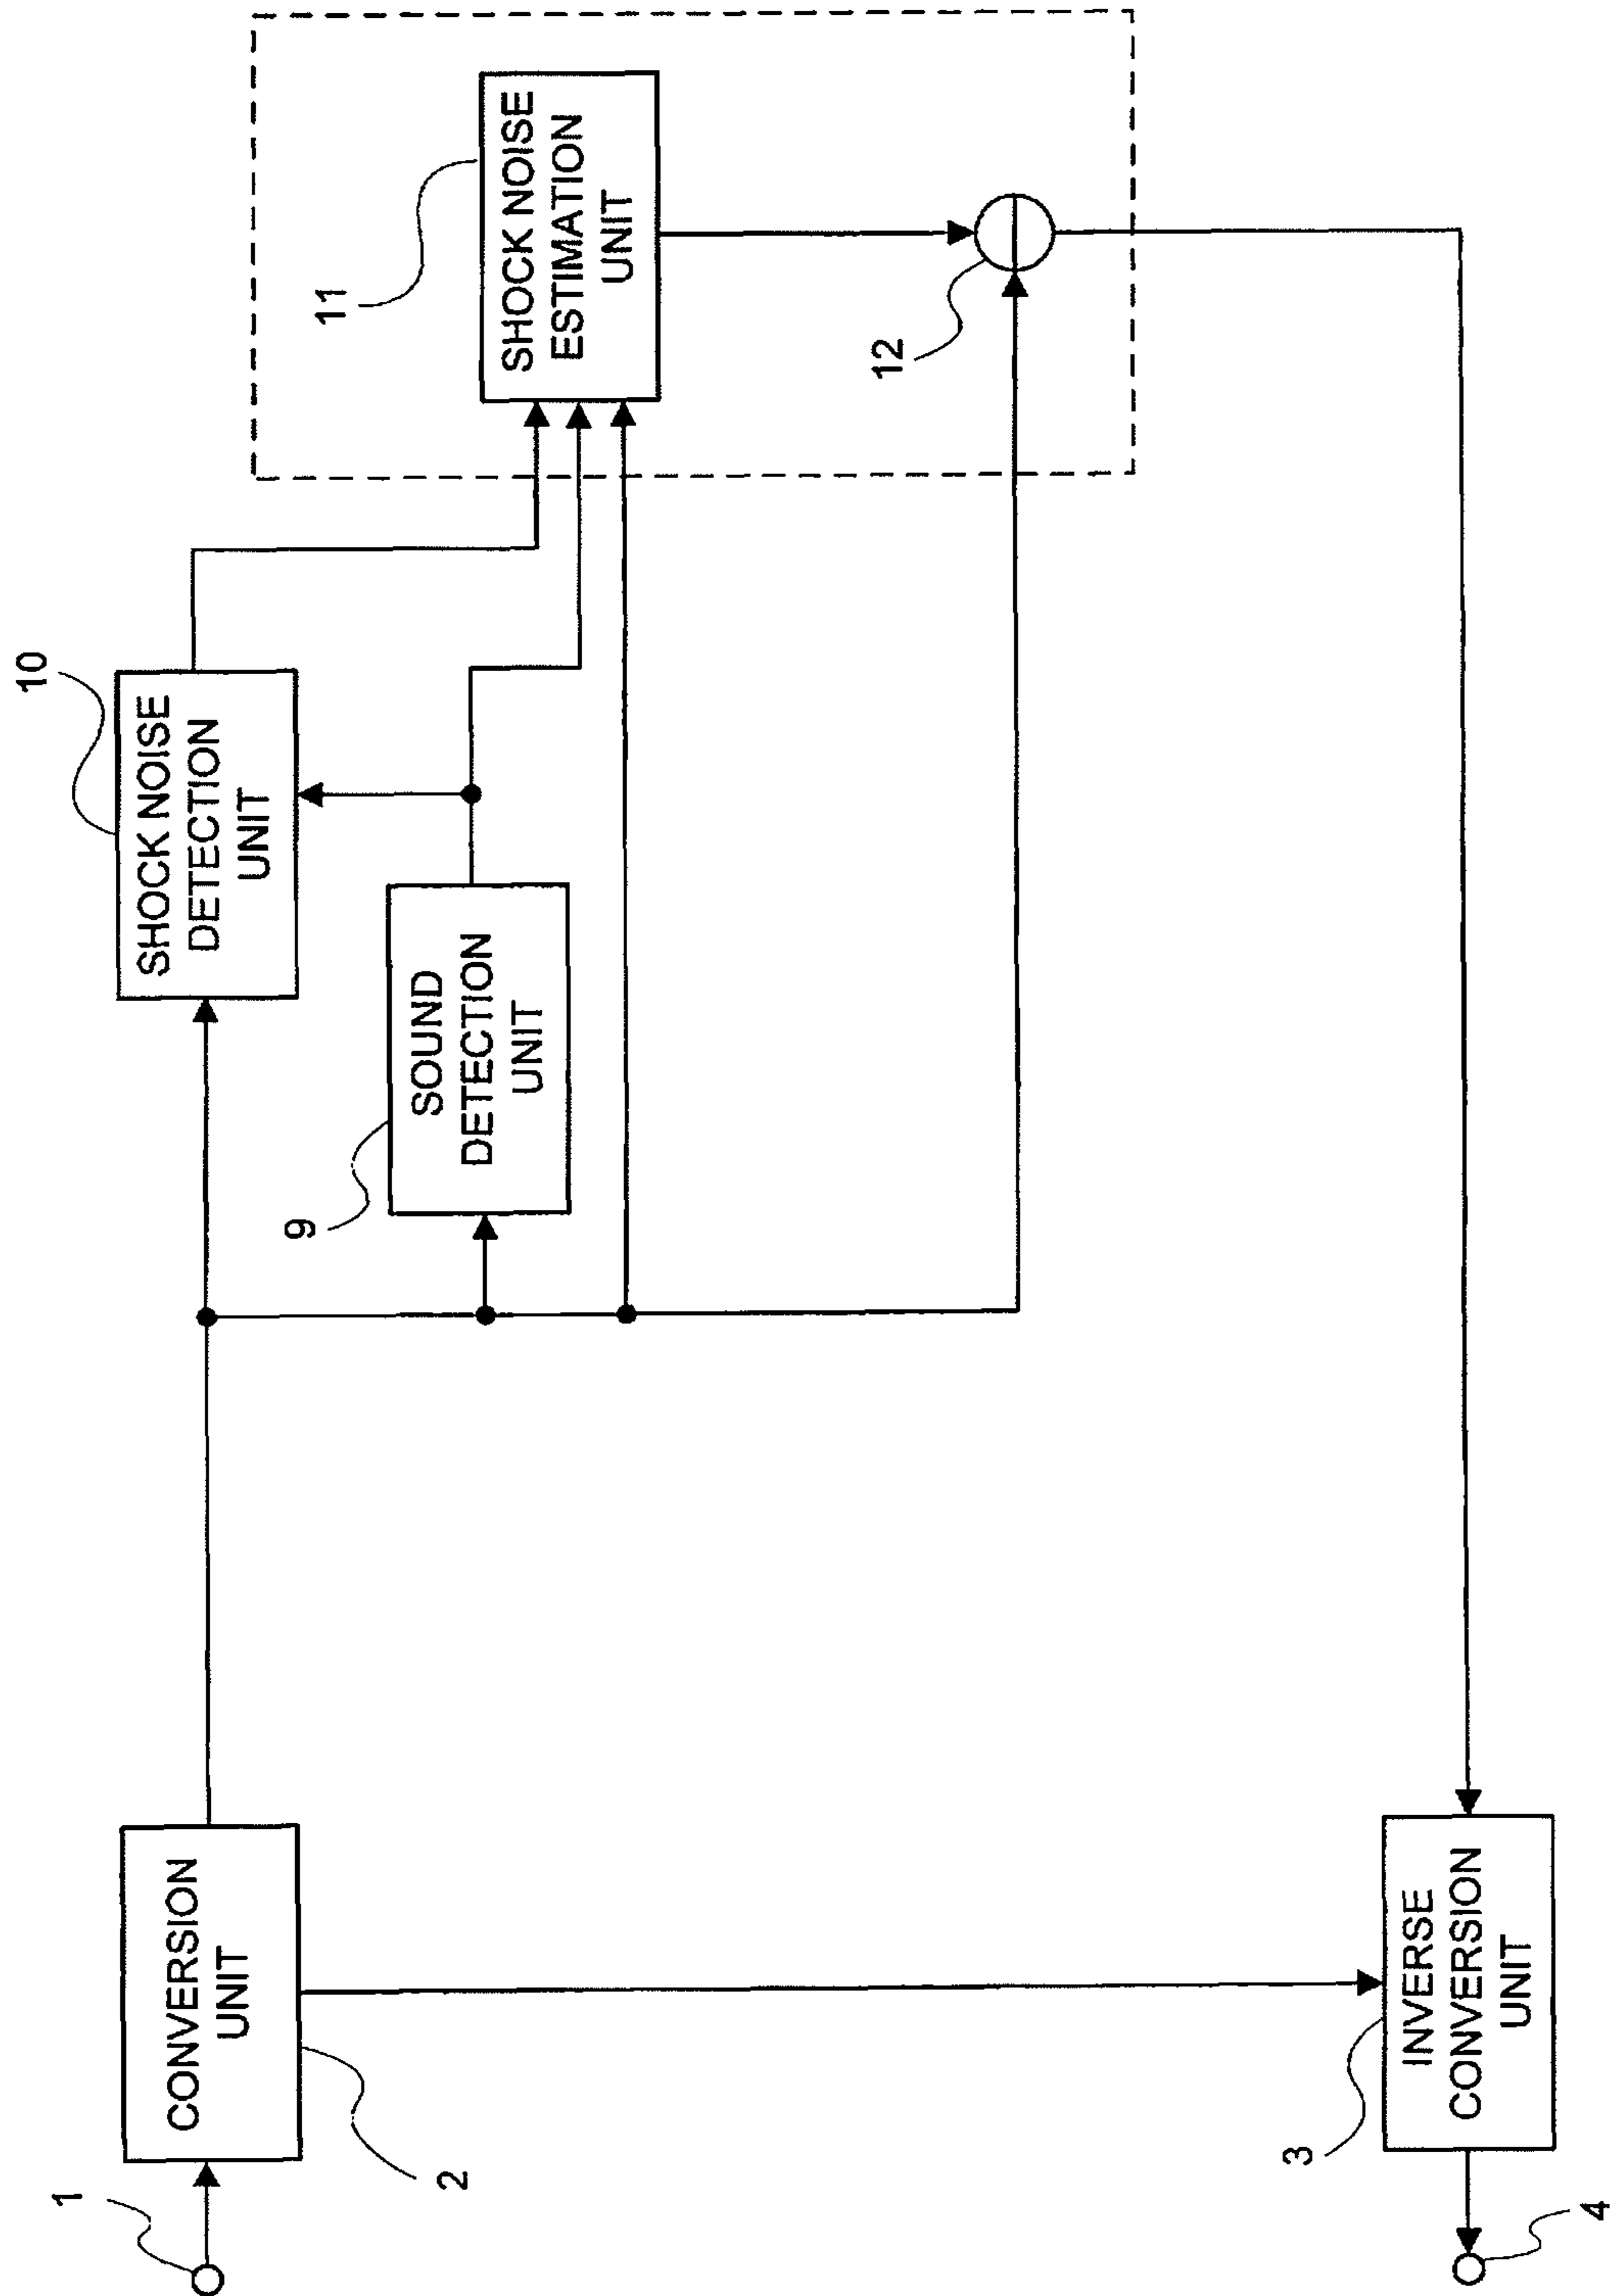 1
CONVERSION
UNIT
2
10
SHOCK NOISE
DETECTION
UNIT
9
SOUND
DETECTION
UNIT
11
SHOCK NOISE
ESTIMATION
UNIT
12
3
INVERSE
CONVERSION
UNIT
4